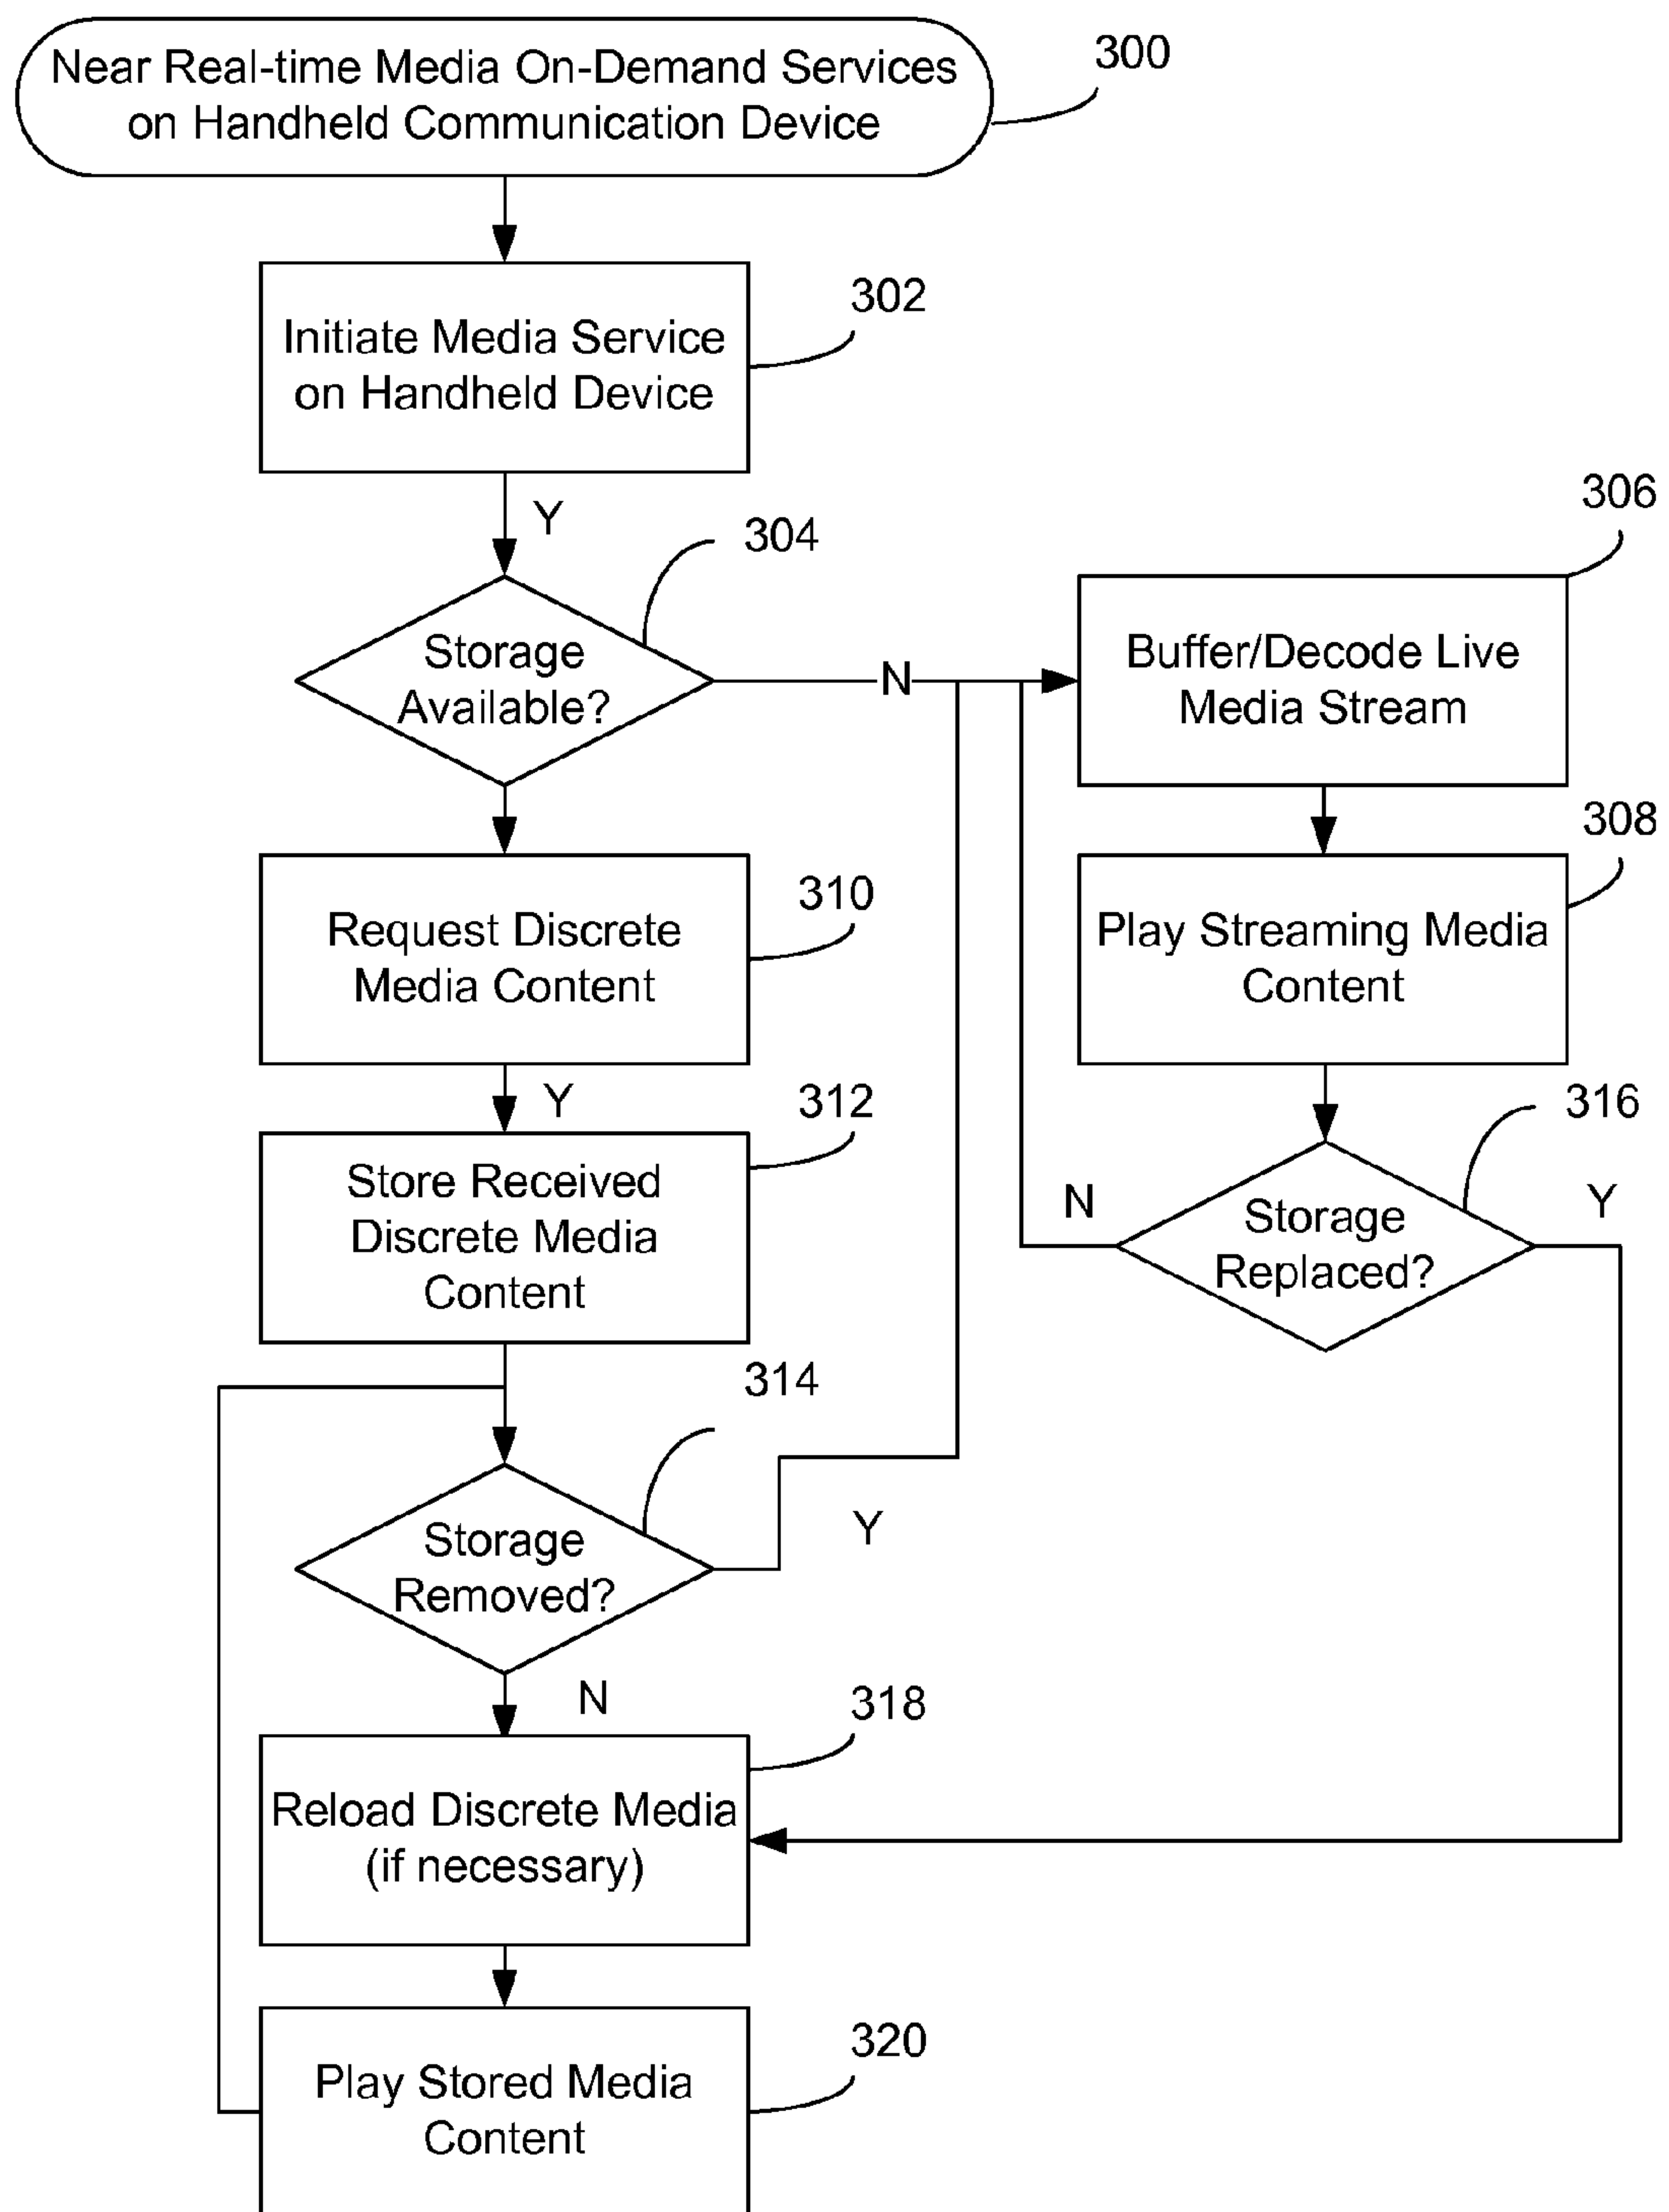 Near Real-time Media On-Demand Services
on Handheld Communication Device
300
Initiate Media Service
on Handheld Device
302
Y
Storage
Available?
304
N
Buffer/Decode Live
Media Stream
306
Request Discrete
Media Content
310
Play Streaming Media
Content
308
Y
Store Received
Discrete Media
Content
312
N
Storage
Replaced?
316
Y
Storage
Removed?
314
Y
N
Reload Discrete Media
(if necessary)
318
Play Stored Media
Content
320